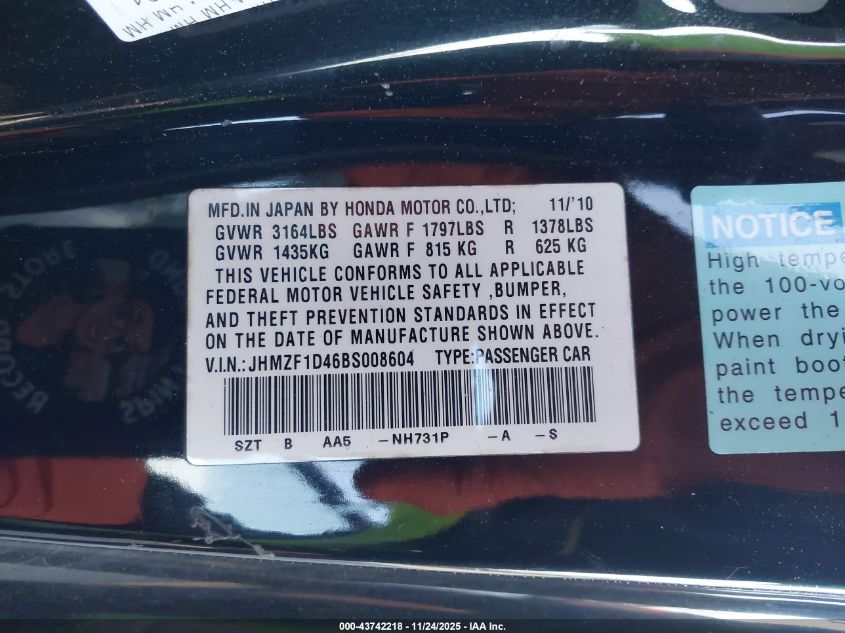 MFD.IN JAPAN BY HONDA MOTOR CO.,LTD; 11/'10
GVWR 3164LBS GAWR F 1797LBS R 1378LBS
GVWR 1435KG GAWR F 815 KG R 625 KG
THIS VEHICLE CONFORMS TO ALL APPLICABLE
FEDERAL MOTOR VEHICLE SAFETY ,BUMPER,
AND THEFT PREVENTION STANDARDS IN EFFECT
ON THE DATE OF MANUFACTURE SHOWN ABOVE.
V.I.N.:JHMZF1D46BS008604 TYPE:PASSENGER CAR
SZT B AA5 -NH731P -A -S
NOTICE
High tempe
the 100-vo
power the
When dryi
paint boot
the tempe
exceed 1
RECORD STORE
000-43742218 - 11/24/2025 - IAA Inc.